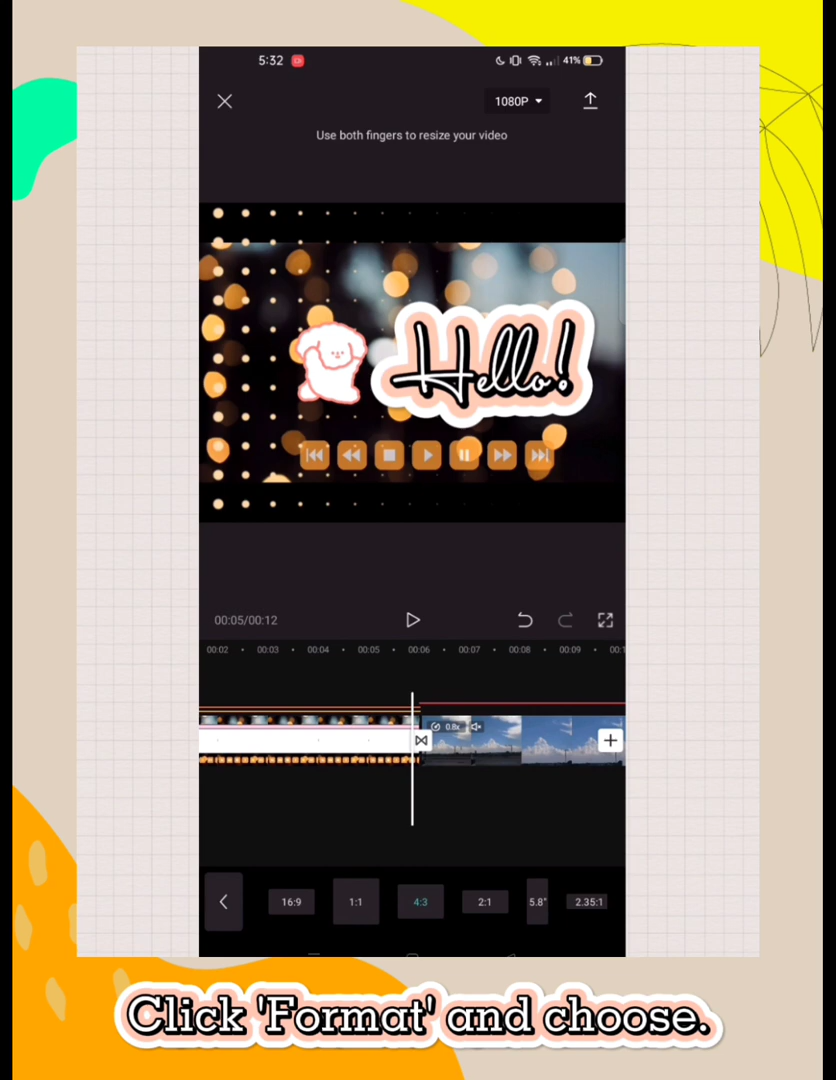 5:32
41%
1080P
Use both fingers to resize your video
Hello!
00:05/00:12
00:02 00:03 00:04 00:05 00:06 00:07 00:08 00:09
0.8x
16:9 1:1 4:3 2:1 5.8" 2.35:1
Click 'Format' and choose.